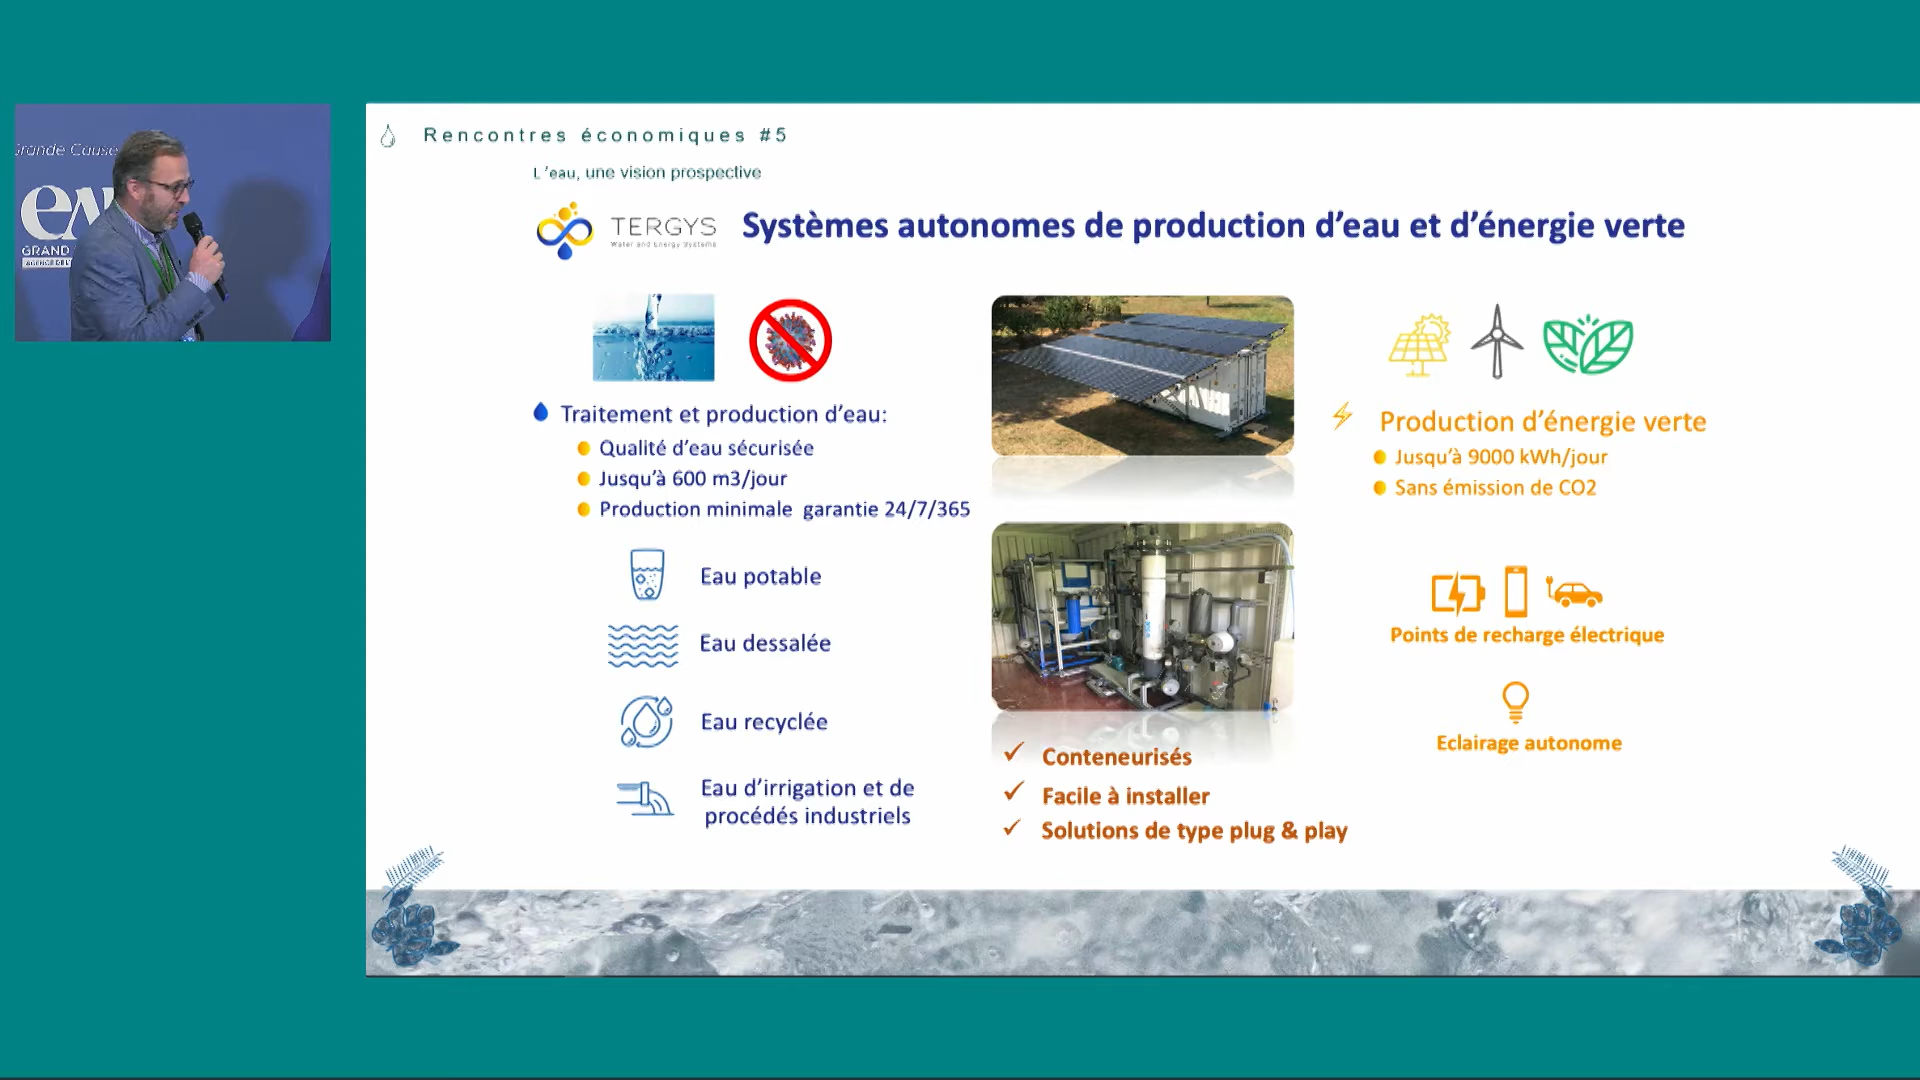 Grande Cause
GRAND
Rencontres économiques #5
L'eau, une vision prospective
TERGYS
Water and Energy Systems
Systèmes autonomes de production d'eau et d'énergie verte
Traitement et production d'eau:
Qualité d'eau sécurisée
Jusqu'à 600 m3/jour
Production minimale garantie 24/7/365
Eau potable
Eau dessalée
Eau recyclée
Eau d'irrigation et de
procédés industriels
Conteneurisés
Facile à installer
Solutions de type plug & play
Production d'énergie verte
Jusqu'à 9000 kWh/jour
Sans émission de CO2
Points de recharge électrique
Eclairage autonome